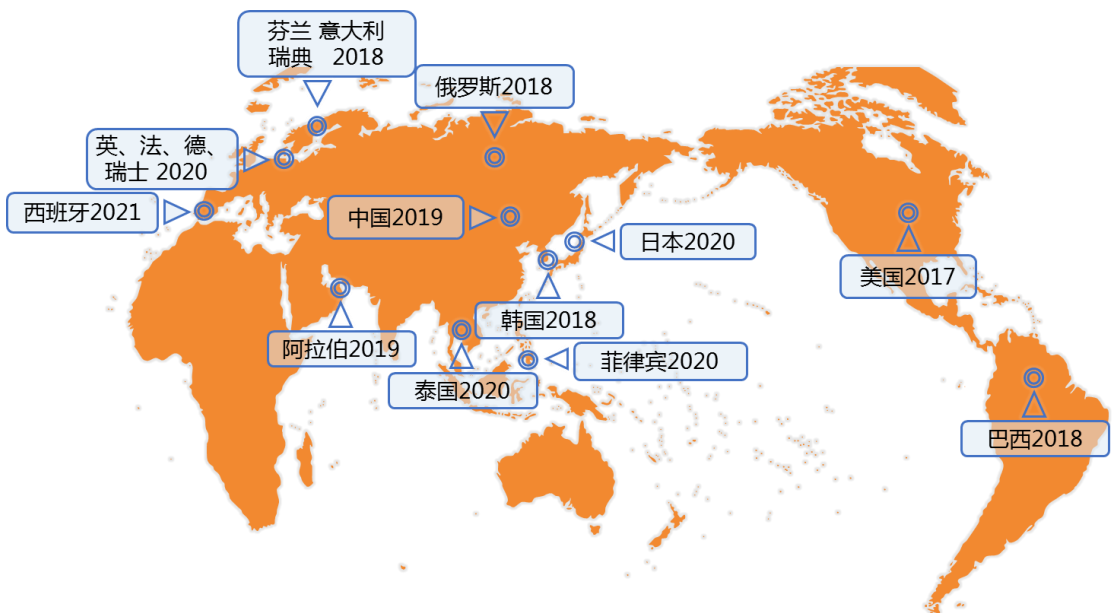 芬兰 意大利
瑞典 2018
俄罗斯2018
英、法、德、
瑞士 2020
西班牙2021
中国2019
日本2020
美国2017
韩国2018
阿拉伯2019
菲律宾2020
泰国2020
巴西2018